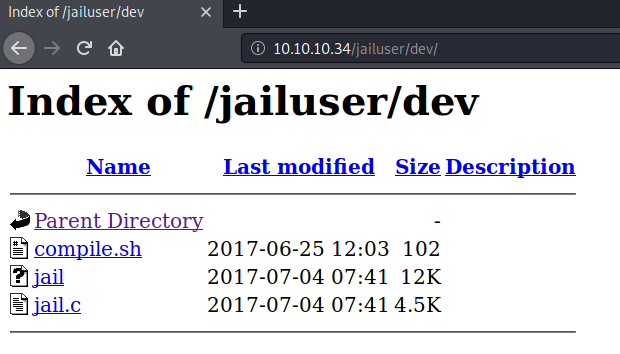 Index of /jailuser/dev
10.10.10.34/jailuser/dev/
Index of /jailuser/dev
Name Last modified Size Description
Parent Directory -
compile.sh 2017-06-25 12:03 102
jail 2017-07-04 07:41 12K
jail.c 2017-07-04 07:41 4.5K